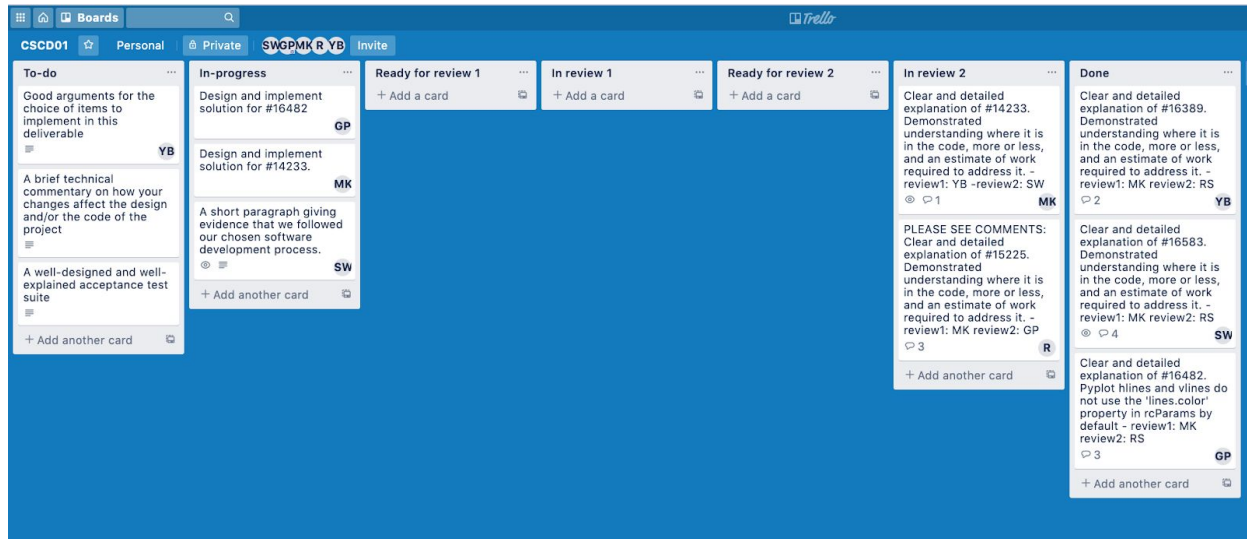 Boards
Trello
CSCD01
Personal
Private
SW GP MK R YB
Invite
To-do
Good arguments for the
choice of items to
implement in this
deliverable
YB
A brief technical
commentary on how your
changes affect the design
and/or the code of the
project
A well-designed and well-
explained acceptance test
suite
+ Add another card
In-progress
Design and implement
solution for #16482
GP
Design and implement
solution for #14233.
MK
A short paragraph giving
evidence that we followed
our chosen software
development process.
SW
+ Add another card
Ready for review 1
+ Add a card
In review 1
+ Add a card
Ready for review 2
+ Add a card
In review 2
Clear and detailed
explanation of #14233.
Demonstrated
understanding where it is
in the code, more or less,
and an estimate of work
required to address it. -
review1: YB -review2: SW
1
MK
PLEASE SEE COMMENTS:
Clear and detailed
explanation of #15225.
Demonstrated
understanding where it is
in the code, more or less,
and an estimate of work
required to address it. -
review1: MK review2: GP
3
R
+ Add another card
Done
Clear and detailed
explanation of #16389.
Demonstrated
understanding where it is
in the code, more or less,
and an estimate of work
required to address it. -
review1: MK review2: RS
2
YB
Clear and detailed
explanation of #16583.
Demonstrated
understanding where it is
in the code, more or less,
and an estimate of work
required to address it. -
review1: MK review2: RS
4
SW
Clear and detailed
explanation of #16482.
Pyplot hlines and vlines do
not use the 'lines.color'
property in rcParams by
default - review1: MK
review2: RS
3
GP
+ Add another card